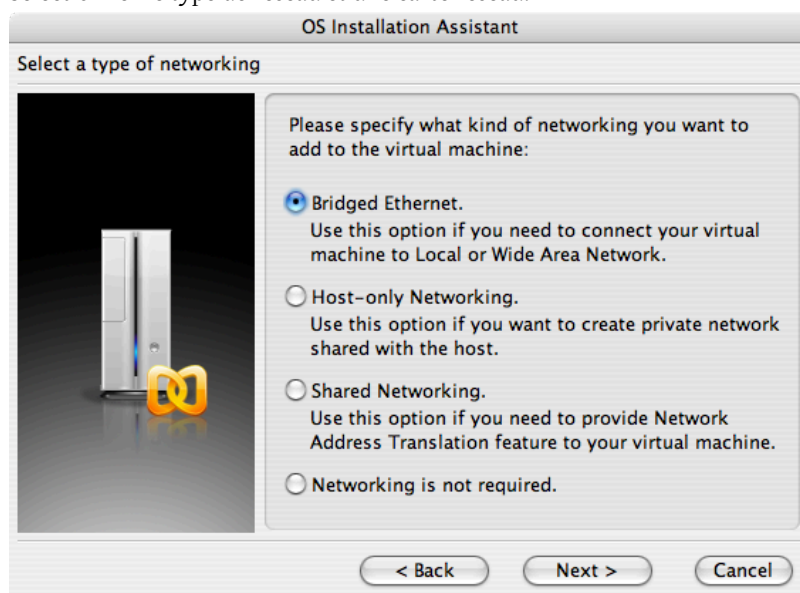 OS Installation Assistant
Select a type of networking
Please specify what kind of networking you want to
add to the virtual machine:
Bridged Ethernet.
Use this option if you need to connect your virtual
machine to Local or Wide Area Network.
Host-only Networking.
Use this option if you want to create private network
shared with the host.
Shared Networking.
Use this option if you need to provide Network
Address Translation feature to your virtual machine.
Networking is not required.
< Back
Next >
Cancel